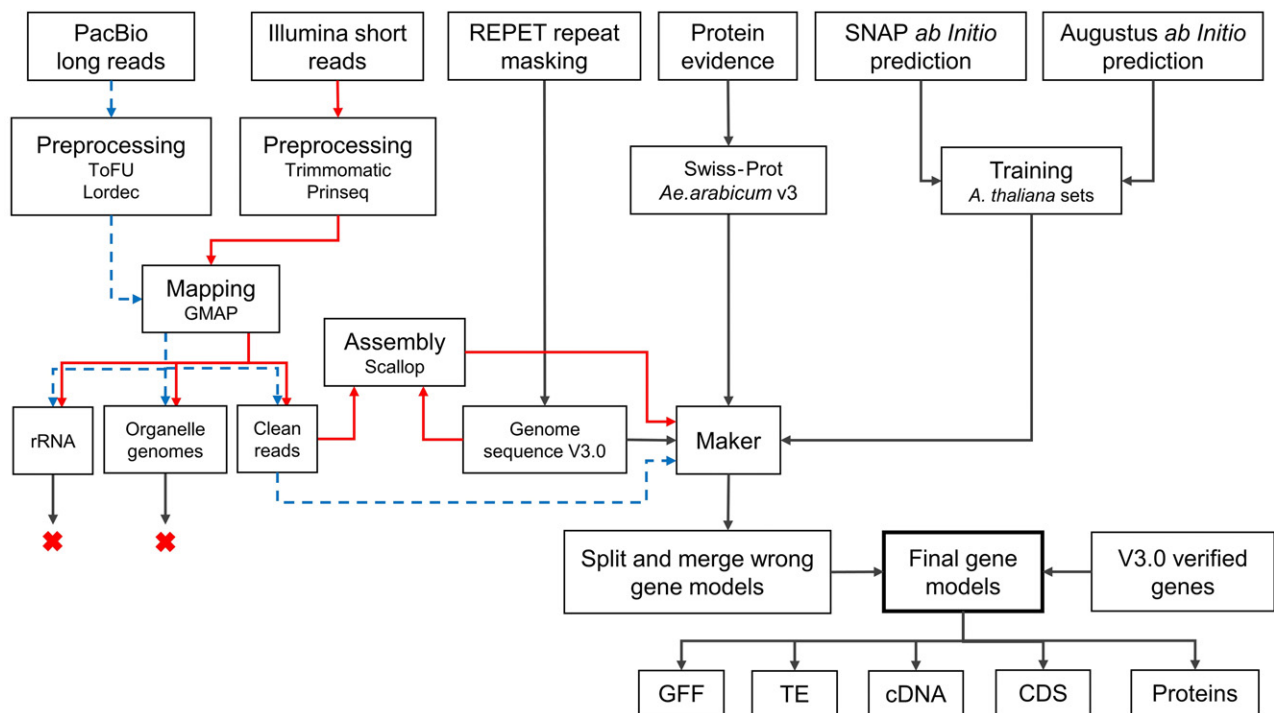 PacBio
long reads
Illumina short
reads
REPET repeat
masking
Protein
evidence
SNAP ab Initio
prediction
Augustus ab Initio
prediction
Preprocessing
ToFU
Lordec
Preprocessing
Trimmomatic
Prinseq
Swiss-Prot
Ae.arabicum v3
Training
A. thaliana sets
Mapping
GMAP
Assembly
Scallop
rRNA
Organelle
genomes
Clean
reads
Genome
sequence V3.0
Maker
Split and merge wrong
gene models
Final gene
models
V3.0 verified
genes
GFF
TE
cDNA
CDS
Proteins